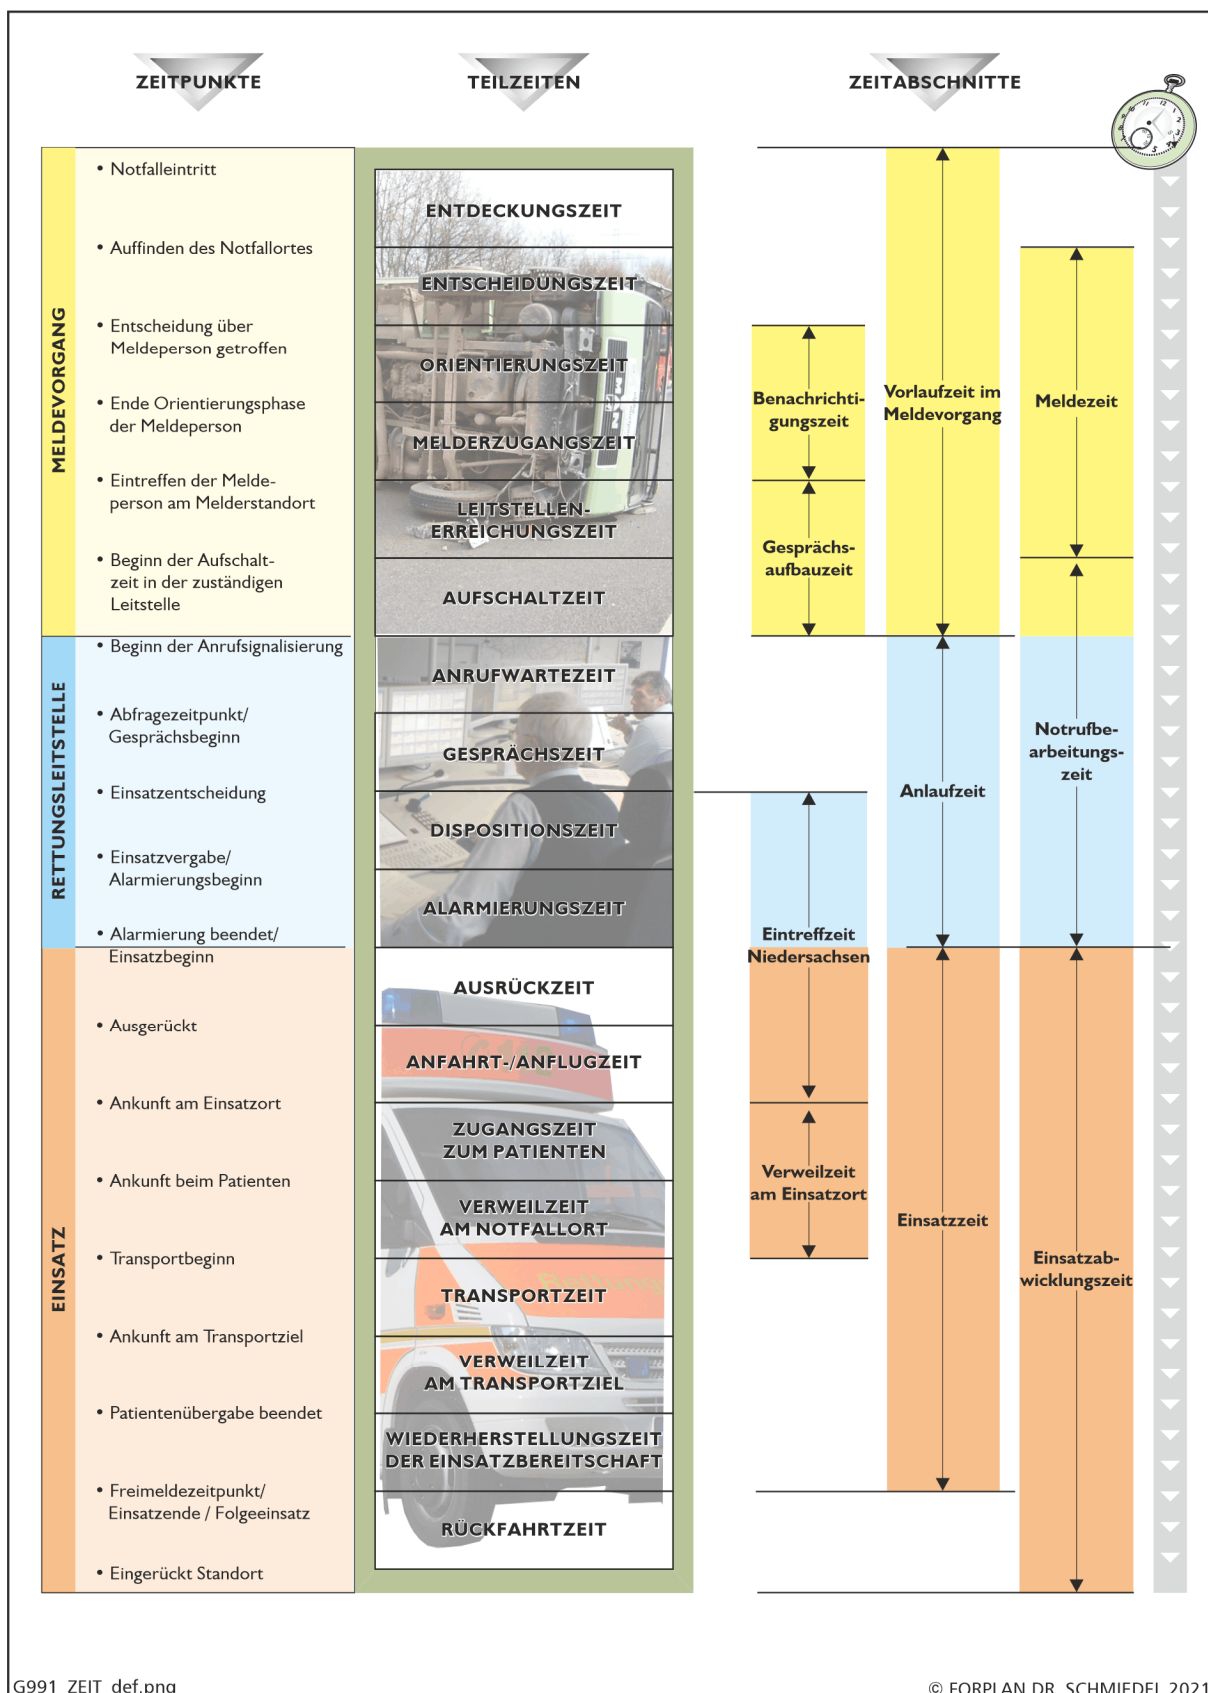 ZEITPUNKTE
TEILZEITEN
ZEITABSCHNITTE
MELDEVORGANG
• Notfalleintritt
• Auffinden des Notfallortes
• Entscheidung über
Meldeperson getroffen
• Ende Orientierungsphase
der Meldeperson
• Eintreffen der Melde-
person am Melderstandort
• Beginn der Aufschalt-
zeit in der zuständigen
Leitstelle
RETTUNGSLEITSTELLE
• Beginn der Anrufsignalisierung
• Abfragezeitpunkt/
Gesprächsbeginn
• Einsatzentscheidung
• Einsatzvergabe/
Alarmierungsbeginn
• Alarmierung beendet/
Einsatzbeginn
EINSATZ
• Ausgerückt
• Ankunft am Einsatzort
• Ankunft beim Patienten
• Transportbeginn
• Ankunft am Transportziel
• Patientenübergabe beendet
• Freimeldezeitpunkt/
Einsatzende / Folgeeinsatz
• Eingerückt Standort
ENTDECKUNGSZEIT
ENTSCHEIDUNGSZEIT
ORIENTIERUNGSZEIT
MELDERZUGANGSZEIT
LEITSTELLEN-
ERREICHUNGSZEIT
AUFSCHALTZEIT
ANRUFWARTEZEIT
GESPRÄCHSZEIT
DISPOSITIONSZEIT
ALARMIERUNGSZEIT
AUSRÜCKZEIT
ANFAHRT-/ANFLUGZEIT
112
ZUGANGSZEIT
ZUM PATIENTEN
VERWEILZEIT
AM NOTFALLORT
Rettung
TRANSPORTZEIT
VERWEILZEIT
AM TRANSPORTZIEL
WIEDERHERSTELLUNGSZEIT
DER EINSATZBEREITSCHAFT
RÜCKFAHRTZEIT
Benachrichti-
gungszeit
Gesprächs-
aufbauzeit
Eintreffzeit
Niedersachsen
Verweilzeit
am Einsatzort
Vorlaufzeit im
Meldevorgang
Anlaufzeit
Einsatzzeit
Meldezeit
Notrufbe-
arbeitungs-
zeit
Einsatzab-
wicklungszeit
G991_ZEIT_def.png
© FORPLAN DR. SCHMIEDEL 2021